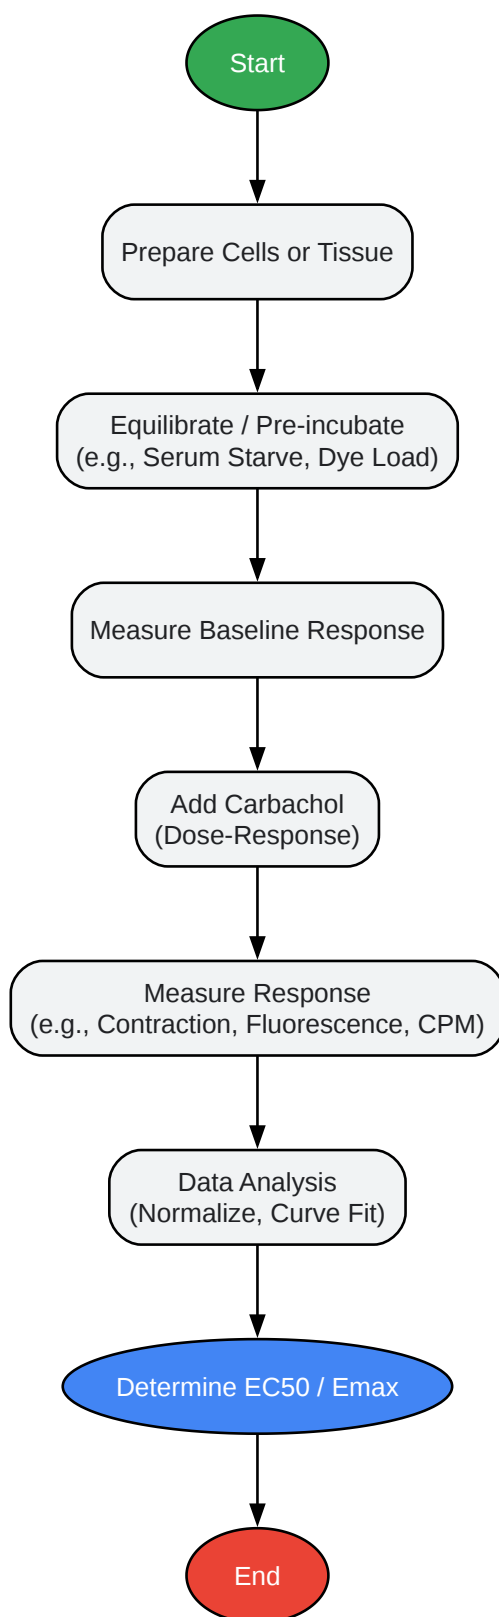 Start
Prepare Cells or Tissue
Equilibrate / Pre-incubate
(e.g., Serum Starve, Dye Load)
Measure Baseline Response
Add Carbachol
(Dose-Response)
Measure Response
(e.g., Contraction, Fluorescence, CPM)
Data Analysis
(Normalize, Curve Fit)
Determine EC50 / Emax
End